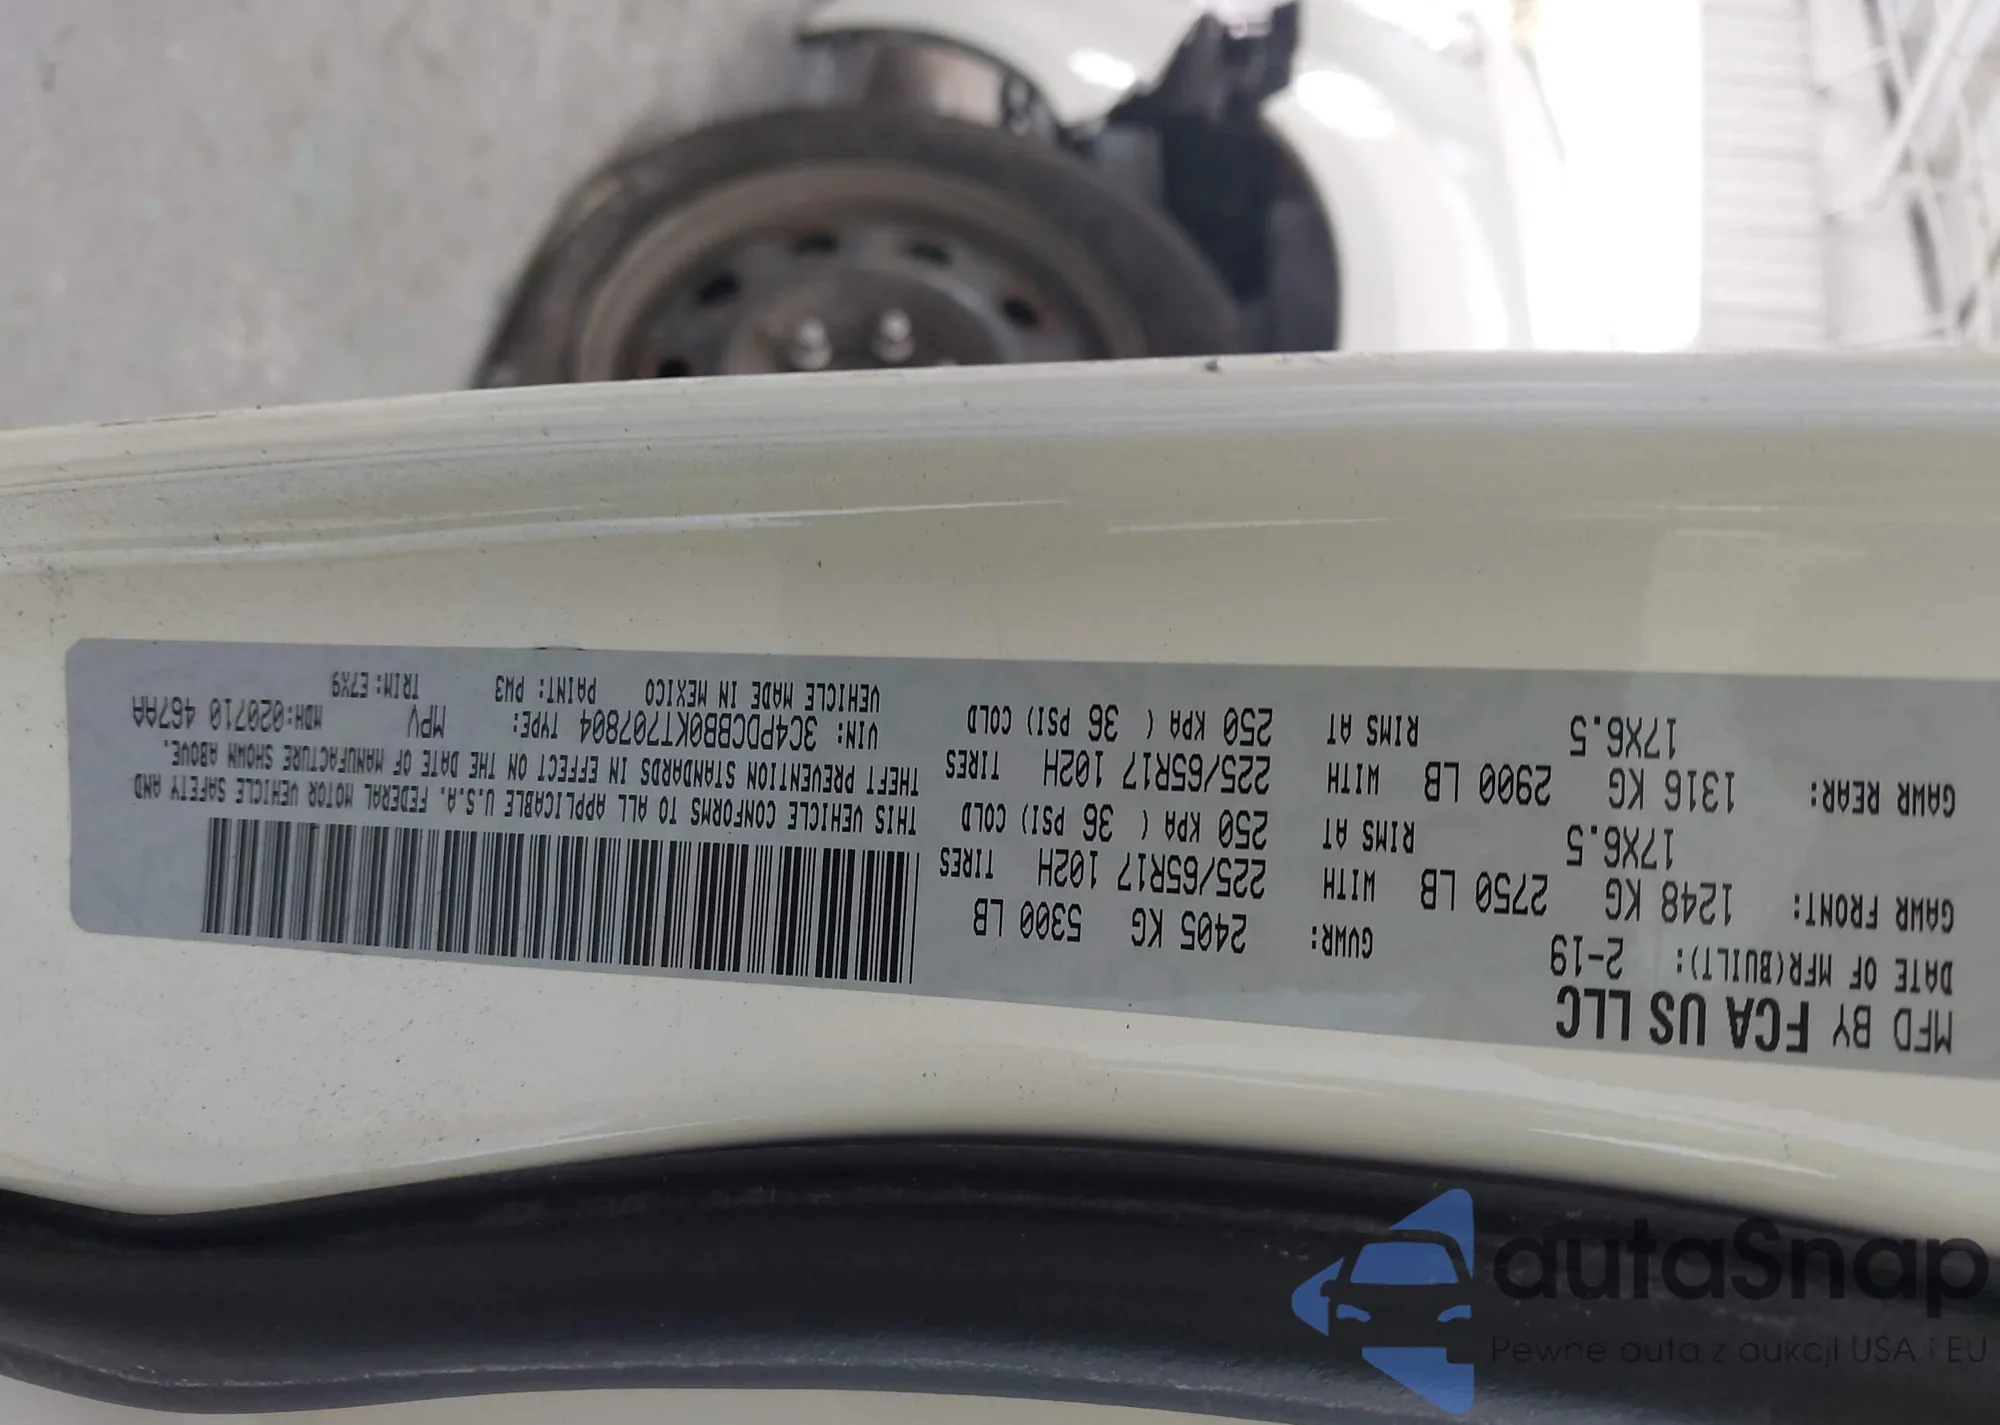 MFD BY FCA US LLC
DATE OF MFR(BUILT): 2-19
GVWR: 2405 KG 5300 LB
GAWR FRONT: 1248 KG 2750 LB WITH 225/65R17 102H TIRES
17X6.5 RIMS AT 250 KPA ( 36 PSI) COLD
GAWR REAR: 1316 KG 2900 LB WITH 225/65R17 102H TIRES
17X6.5 RIMS AT 250 KPA ( 36 PSI) COLD
THIS VEHICLE CONFORMS TO ALL APPLICABLE U.S.A. FEDERAL MOTOR VEHICLE SAFETY AND
THEFT PREVENTION STANDARDS IN EFFECT ON THE DATE OF MANUFACTURE SHOWN ABOVE.
VIN: 3C4PDCBB0KT707804 TYPE: MPV MDH:020710 467AA
VEHICLE MADE IN MEXICO PAINT: PW3 TRIM:E7X9
autaSnap
Pewne auta z aukcji USA i EU